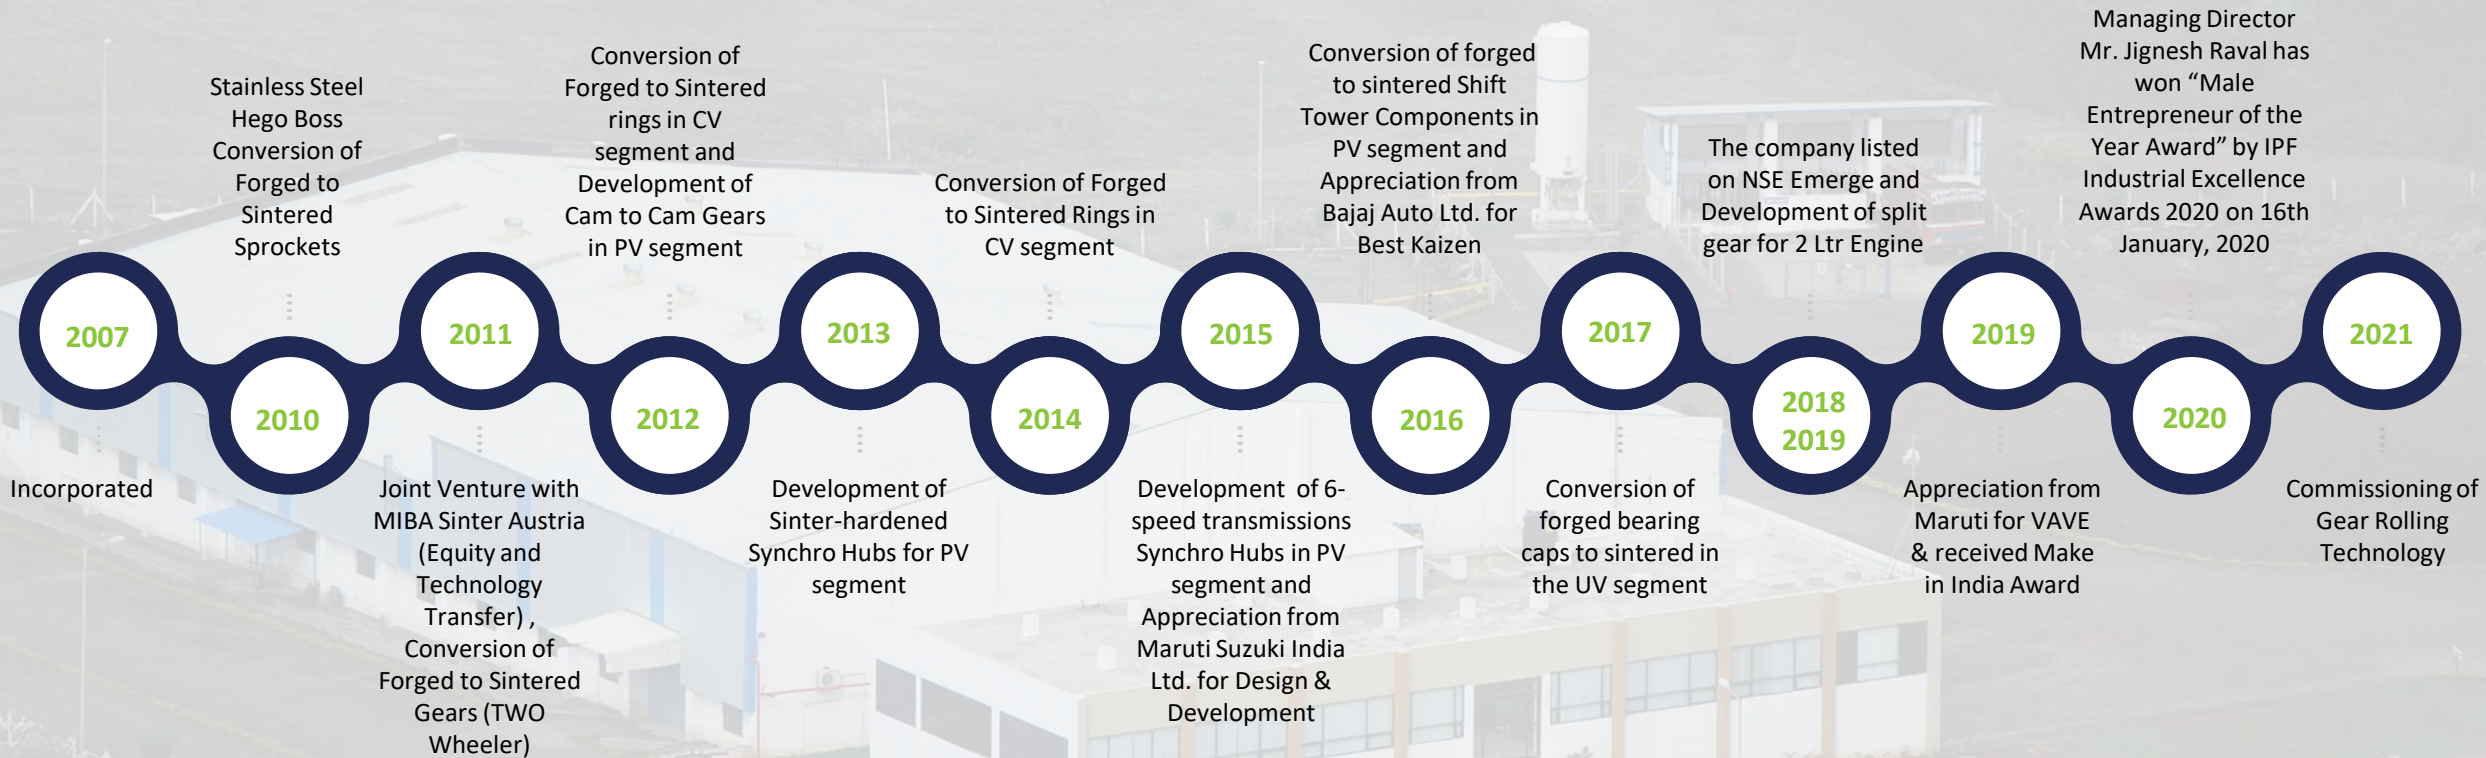 2007
Incorporated
Stainless Steel
Hego Boss
Conversion of
Forged to
Sintered
Sprockets
2010
2011
Joint Venture with
MIBA Sinter Austria
(Equity and
Technology
Transfer) ,
Conversion of
Forged to Sintered
Gears (TWO
Wheeler)
Conversion of
Forged to Sintered
rings in CV
segment and
Development of
Cam to Cam Gears
in PV segment
2012
2013
Development of
Sinter-hardened
Synchro Hubs for PV
segment
Conversion of Forged
to Sintered Rings in
CV segment
2014
2015
Development of 6-
speed transmissions
Synchro Hubs in PV
segment and
Appreciation from
Maruti Suzuki India
Ltd. for Design &
Development
Conversion of forged
to sintered Shift
Tower Components in
PV segment and
Appreciation from
Bajaj Auto Ltd. for
Best Kaizen
2016
2017
Conversion of
forged bearing
caps to sintered in
the UV segment
The company listed
on NSE Emerge and
Development of split
gear for 2 Ltr Engine
2018
2019
2019
Appreciation from
Maruti for VAVE
& received Make
in India Award
Managing Director
Mr. Jignesh Raval has
won “Male
Entrepreneur of the
Year Award” by IPF
Industrial Excellence
Awards 2020 on 16th
January, 2020
2020
2021
Commissioning of
Gear Rolling
Technology